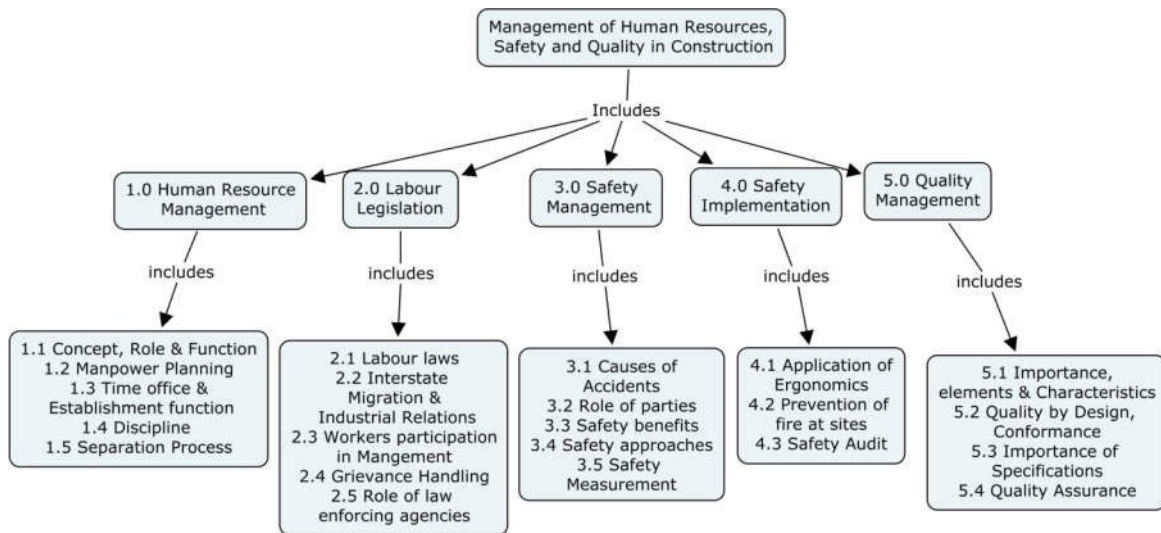 Management of Human Resources,
Safety and Quality in Construction
Includes
1.0 Human Resource
Management
2.0 Labour
Legislation
3.0 Safety
Management
4.0 Safety
Implementation
5.0 Quality
Management
includes
includes
includes
includes
includes
1.1 Concept, Role & Function
1.2 Manpower Planning
1.3 Time office &
Establishment function
1.4 Discipline
1.5 Separation Process
2.1 Labour laws
2.2 Interstate
Migration &
Industrial Relations
2.3 Workers participation
in Mangement
2.4 Grievance Handling
2.5 Role of law
enforcing agencies
3.1 Causes of
Accidents
3.2 Role of parties
3.3 Safety benefits
3.4 Safety approaches
3.5 Safety
Measurement
4.1 Application of
Ergonomics
4.2 Prevention of
fire at sites
4.3 Safety Audit
5.1 Importance,
elements & Characteristics
5.2 Quality by Design,
Conformance
5.3 Importance of
Specifications
5.4 Quality Assurance